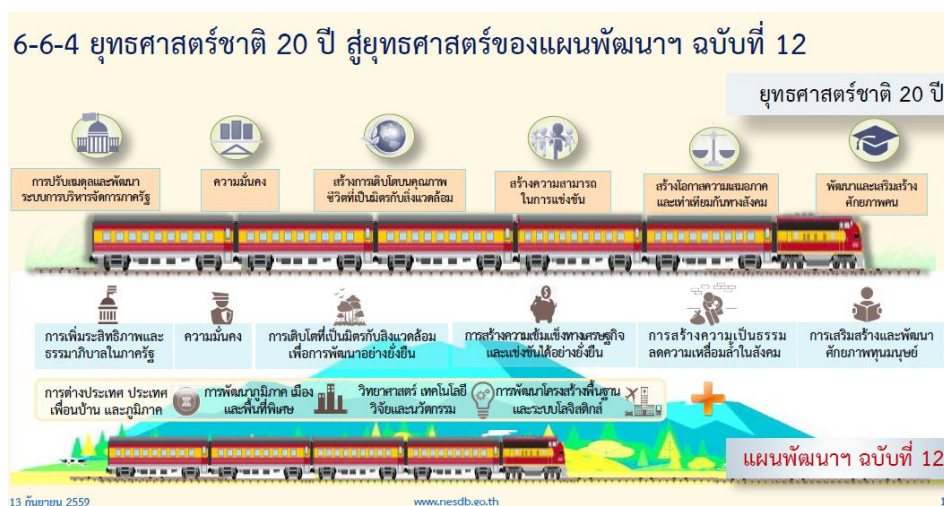 6-6-4 ยุทธศาสตร์ชาติ 20 ปี สู่ยุทธศาสตร์ของแผนพัฒนาฯ ฉบับที่ 12
ยุทธศาสตร์ชาติ 20 ปี
การปรับสมดุลและพัฒนา
ระบบการบริหารจัดการภาครัฐ
ความมั่นคง
สร้างการเติบโตบนคุณภาพ
ชีวิตที่เป็นมิตรกับสิ่งแวดล้อม
สร้างความสามารถ
ในการแข่งขัน
สร้างโอกาสความเสมอภาค
และเท่าเทียมกันทางสังคม
พัฒนาและเสริมสร้าง
ศักยภาพคน
การเพิ่มระสิทธิภาพและ
ธรรมาภิบาลในภาครัฐ
ความมั่นคง
การเติบโตที่เป็นมิตรกับสิ่งแวดล้อม
เพื่อการพัฒนาอย่างยั่งยืน
การสร้างความเข้มแข็งทางเศรษฐกิจ
และแข่งขันได้อย่างยั่งยืน
การสร้างความเป็นธรรม
ลดความเหลื่อมล้ำในสังคม
การเสริมสร้างและพัฒนา
ศักยภาพทุนมนุษย์
การต่างประเทศ ประเทศ
เพื่อนบ้าน และภูมิภาค
การพัฒนาภูมิภาค เมือง
และพื้นที่พิเศษ
วิทยาศาสตร์ เทคโนโลยี
วิจัยและนวัตกรรม
การพัฒนาโครงสร้างพื้นฐาน
และระบบโลจิสติกส์
แผนพัฒนาฯ ฉบับที่ 12
13 กันยายน 2559
www.nesdb.go.th